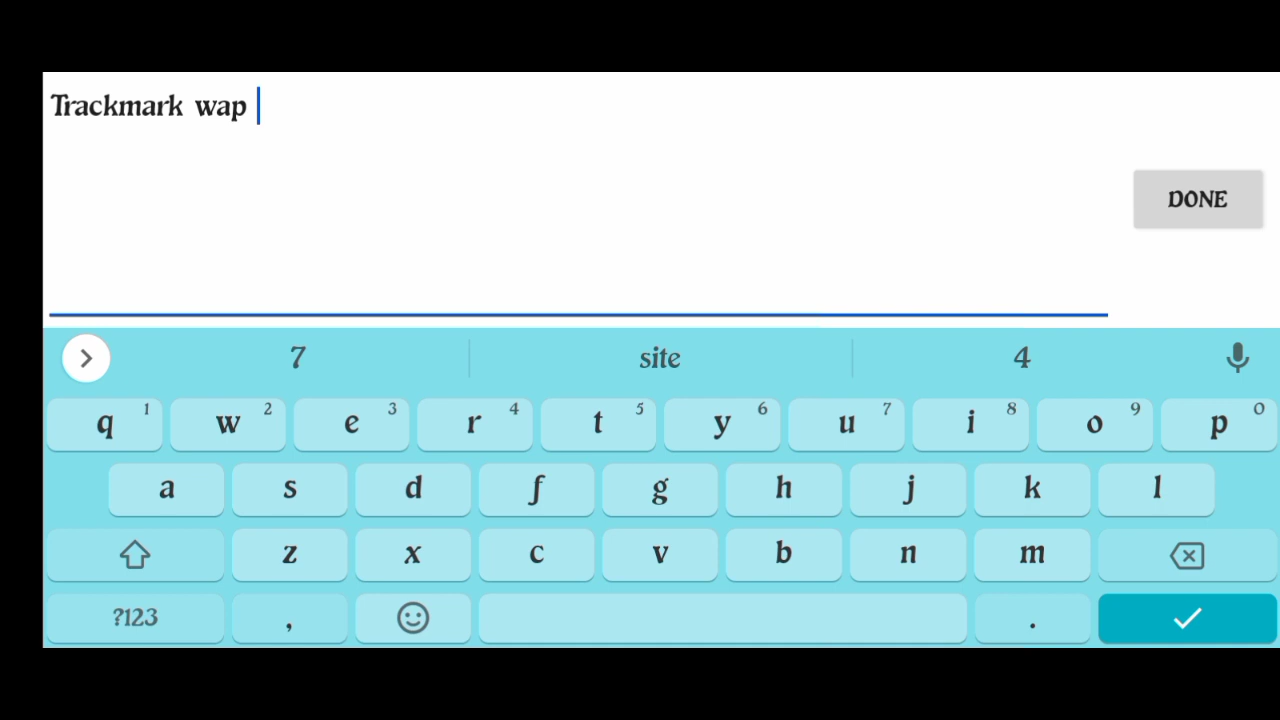 Trackmark wap
DONE
7 site 4
q 1 w 2 e 3 r 4 t 5 y 6 u 7 i 8 o 9 p 0
a s d f g h j k l
z x c v b n m
?123 , .